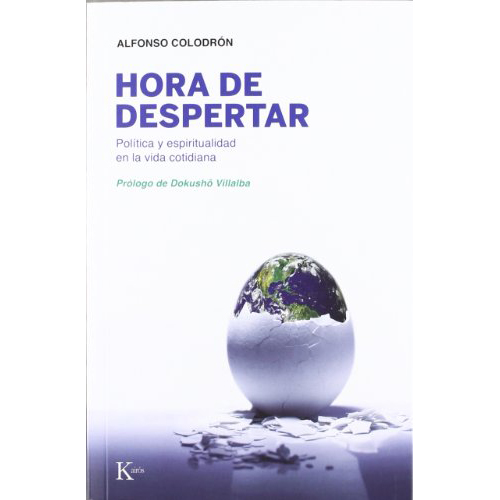 ALFONSO COLODRÓN
HORA DE
DESPERTAR
Política y espiritualidad
en la vida cotidiana
Prólogo de Dokushô Villalba
Kairós